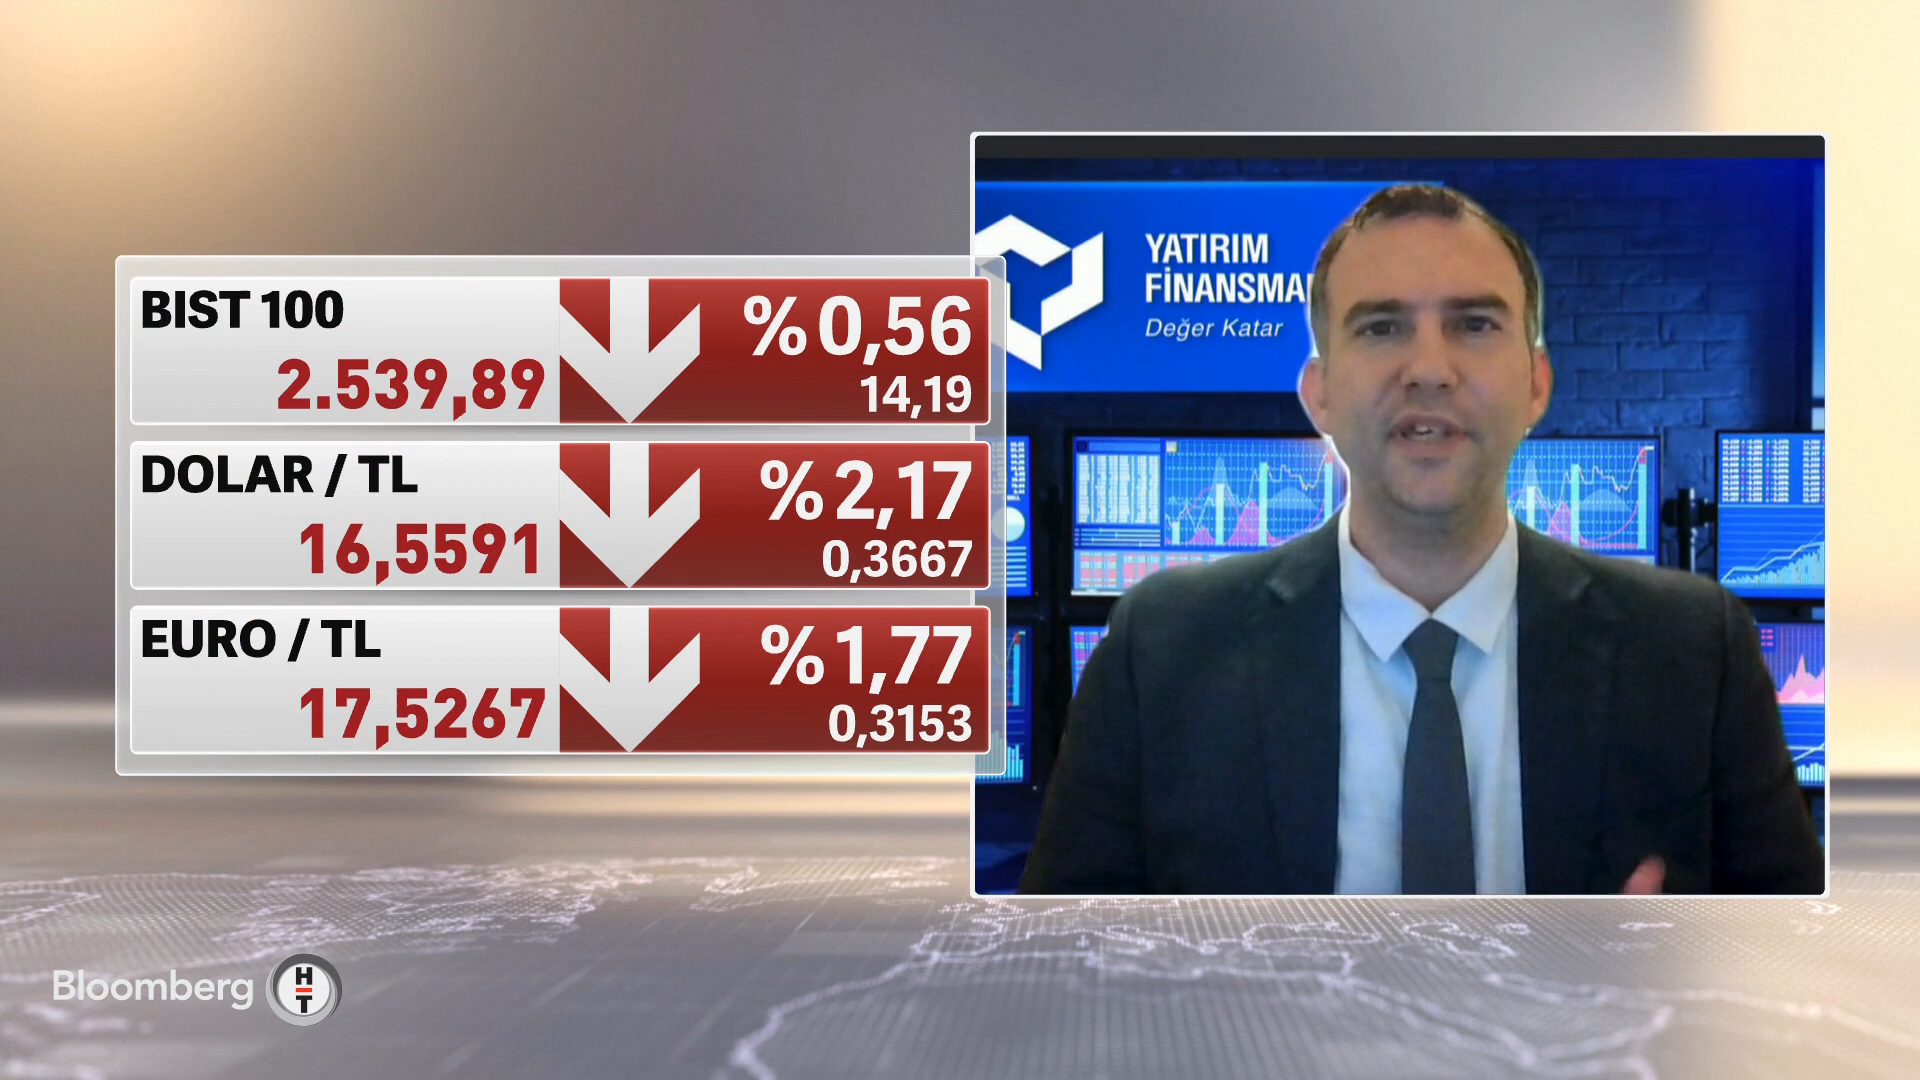 BIST 100
2.539,89
%0,56
14,19
DOLAR / TL
16,5591
%2,17
0,3667
EURO / TL
17,5267
%1,77
0,3153
YATIRIM
FİNANSMA
Değer Katar
Bloomberg HT